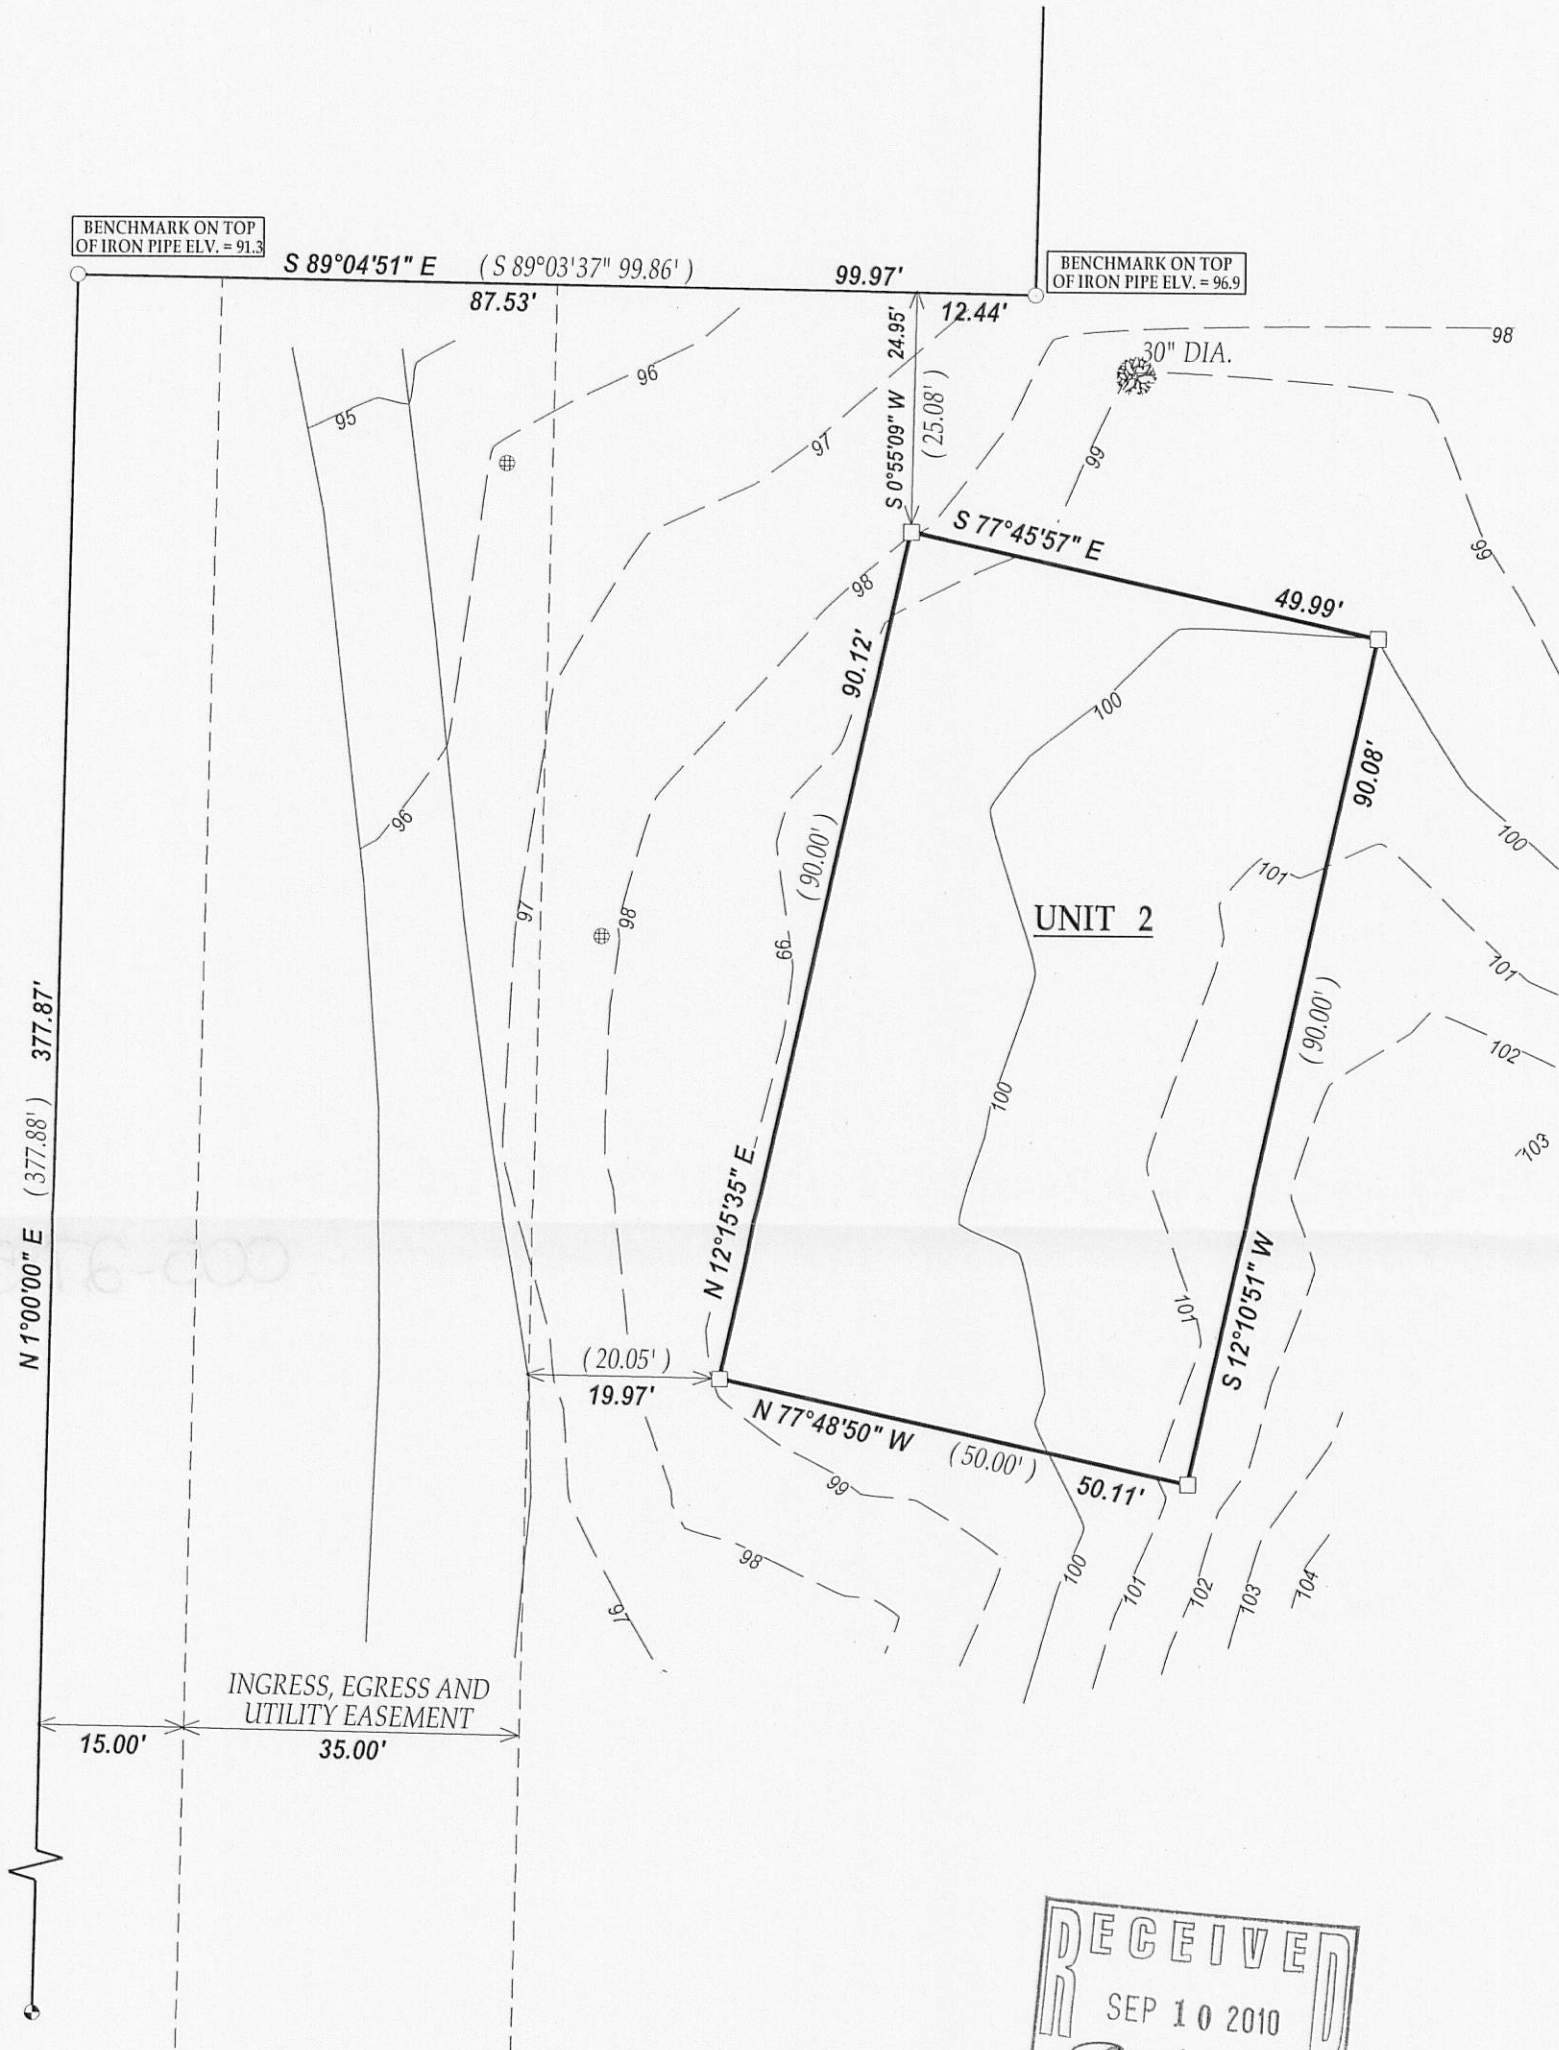 BENCHMARK ON TOP
OF IRON PIPE ELV. = 91.3
S 89°04'51" E ( S 89°03'37" 99.86' ) 99.97'
87.53'
12.44'
BENCHMARK ON TOP
OF IRON PIPE ELV. = 96.9
98
30" DIA.
96
95
97
S 0°55'09" W 24.95'
( 25.08' )
99
S 77°45'57" E
49.99'
99
98
90.12'
100
90.08'
96
100
( 90.00' )
101
97
98
UNIT 2
99
101
( 90.00' )
102
N 1°00'00" E ( 377.88' ) 377.87'
100
103
N 12°15'35" E
101
S 12°10'51" W
( 20.05' )
19.97'
N 77°48'50" W ( 50.00' ) 50.11'
99
98
97
100
101
102
103
104
INGRESS, EGRESS AND
UTILITY EASEMENT
15.00'
35.00'
RECEIVED
SEP 10 2010